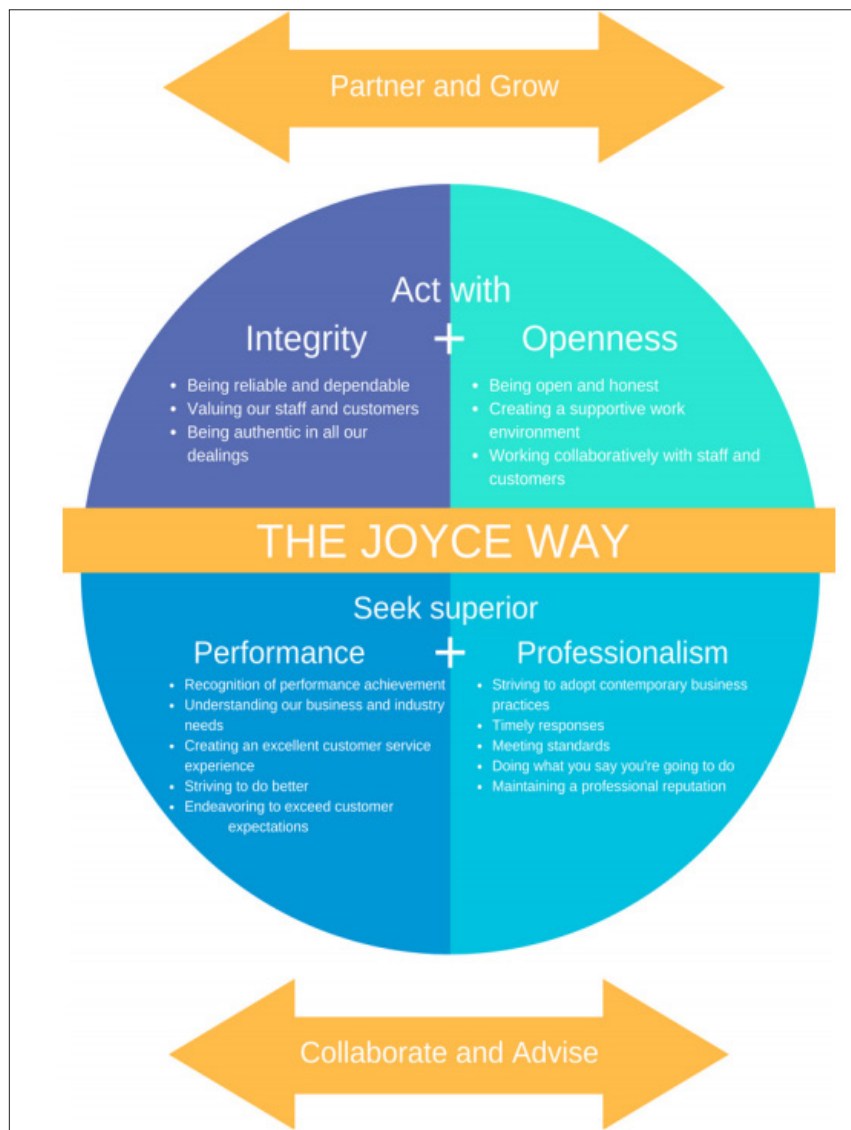 Partner and Grow
Act with
Integrity + Openness
• Being reliable and dependable
• Valuing our staff and customers
• Being authentic in all our
dealings
• Being open and honest
• Creating a supportive work
environment
• Working collaboratively with staff and
customers
THE JOYCE WAY
Seek superior
Performance + Professionalism
• Recognition of performance achievement
• Understanding our business and industry
needs
• Creating an excellent customer service
experience
• Striving to do better
• Endeavoring to exceed customer
expectations
• Striving to adopt contemporary business
practices
• Timely responses
• Meeting standards
• Doing what you say you're going to do
• Maintaining a professional reputation
Collaborate and Advise